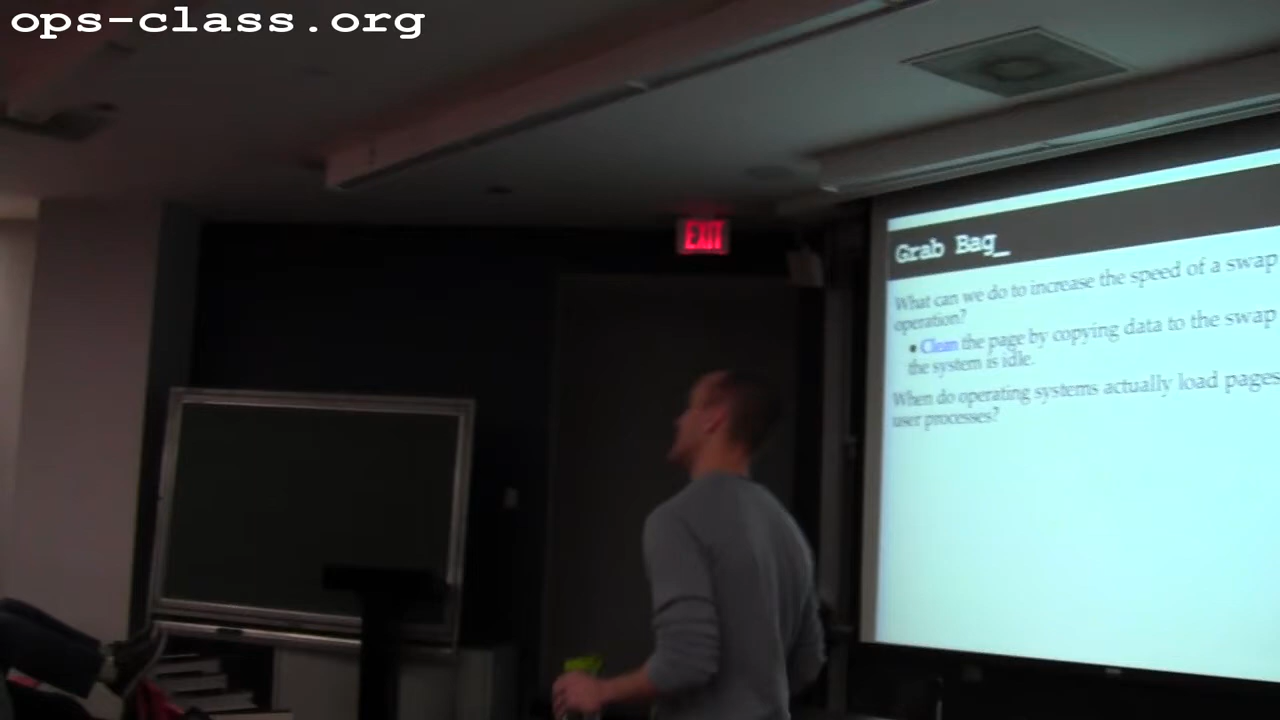 ops-class.org
EXIT
Grab Bag_
What can we do to increase the speed of a swap
operation?
• Clean the page by copying data to the swap
the system is idle.
When do operating systems actually load pages
user processes?